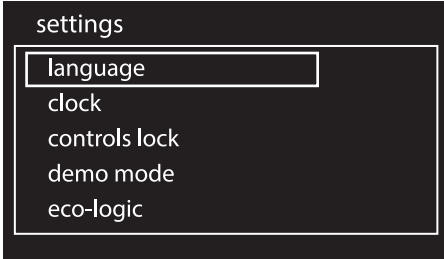 settings
language
clock
controls lock
demo mode
eco-logic